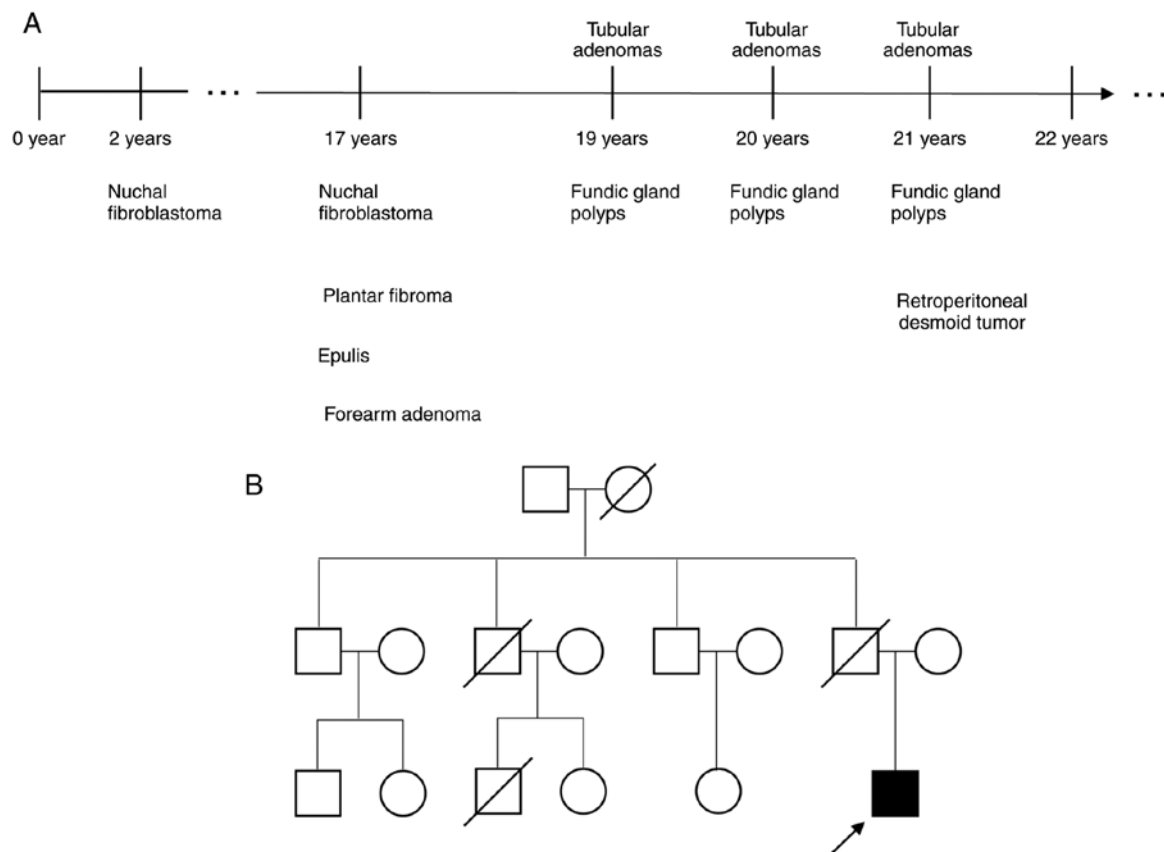 A
Tubular adenomas
Tubular adenomas
Tubular adenomas
...
...
0 year
2 years
17 years
19 years
20 years
21 years
22 years
Nuchal
fibroblastoma
Nuchal
fibroblastoma
Fundic gland
polyps
Fundic gland
polyps
Fundic gland
polyps
Plantar fibroma
Retroperitoneal
desmoid tumor
Epulis
Forearm adenoma
B